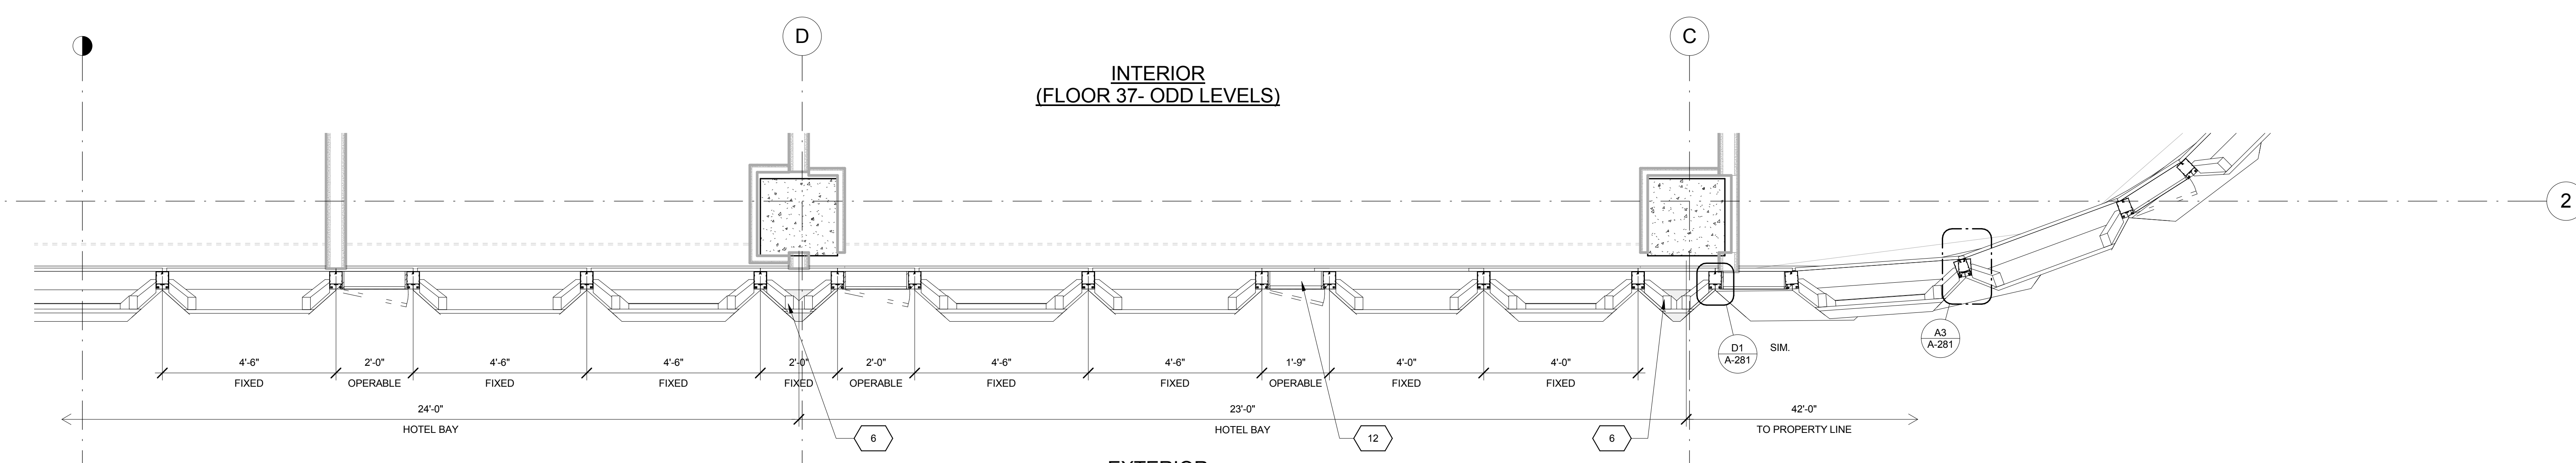 D
C
INTERIOR
(FLOOR 37- ODD LEVELS)
2
D1
A-281
SIM.
A3
A-281
4'-6" 2'-0" 4'-6" 4'-6" 2'-0" 2'-0" 4'-6" 4'-6" 1'-9" 4'-0" 4'-0"
FIXED OPERABLE FIXED FIXED FIXED OPERABLE FIXED FIXED OPERABLE FIXED FIXED
24'-0" 23'-0" 42'-0"
HOTEL BAY HOTEL BAY TO PROPERTY LINE
6 12 6
EXTERIOR